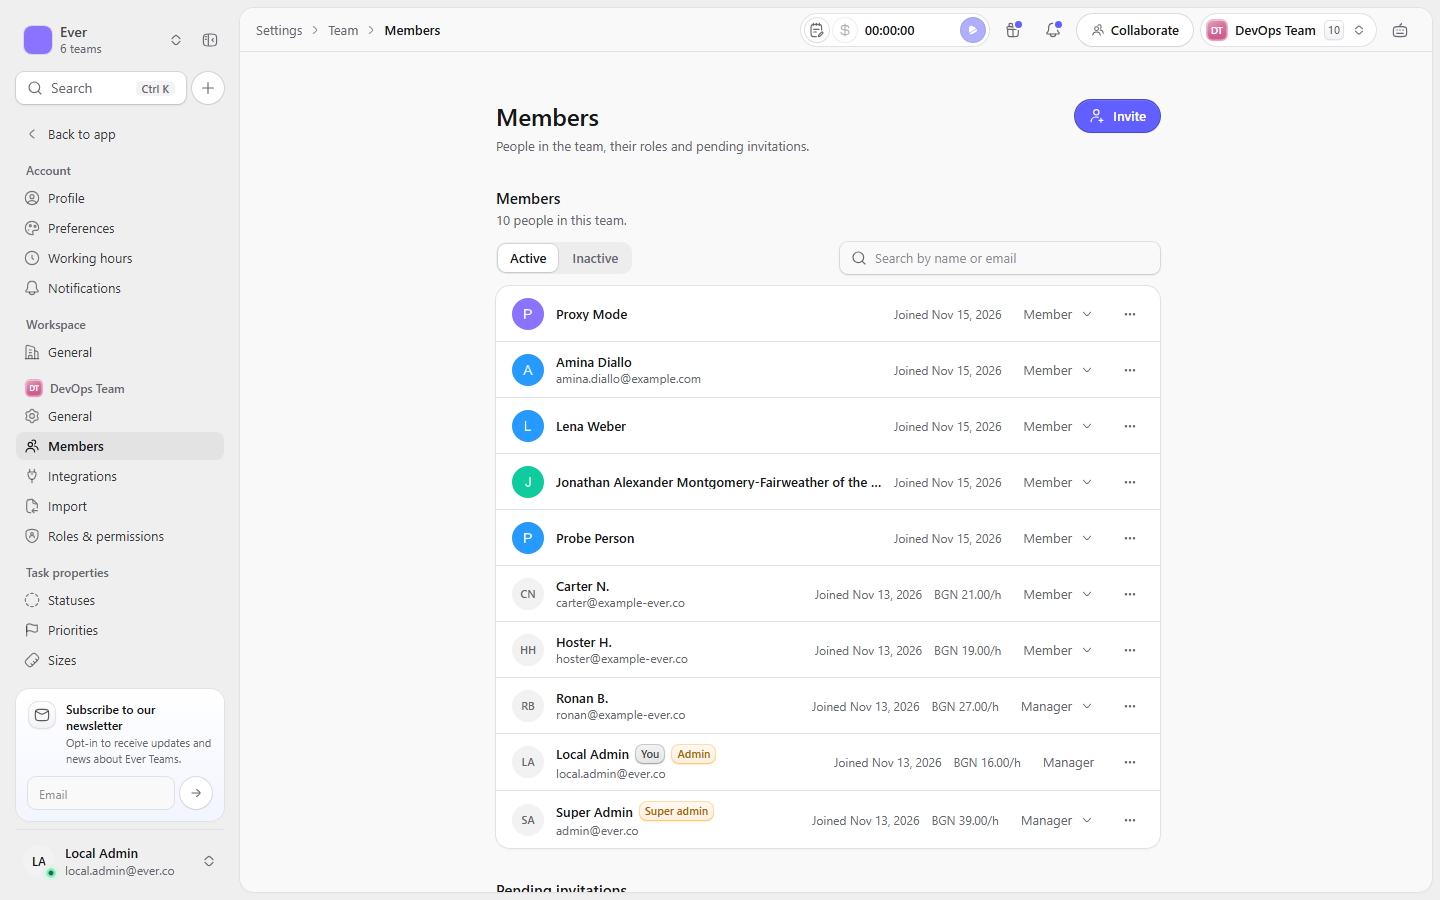 Ever
6 teams
Search
Ctrl K
Back to app
Account
Profile
Preferences
Working hours
Notifications
Workspace
General
DT DevOps Team
General
Members
Integrations
Import
Roles & permissions
Task properties
Statuses
Priorities
Sizes
Subscribe to our
newsletter
Opt-in to receive updates and
news about Ever Teams.
Email
LA
Local Admin
local.admin@ever.co
Settings > Team > Members
00:00:00
Collaborate
DT DevOps Team 10
Members
Invite
People in the team, their roles and pending invitations.
Members
10 people in this team.
Active Inactive
Search by name or email
P Proxy Mode Joined Nov 15, 2026 Member
A Amina Diallo
amina.diallo@example.com
Joined Nov 15, 2026 Member
L Lena Weber Joined Nov 15, 2026 Member
J Jonathan Alexander Montgomery-Fairweather of the ... Joined Nov 15, 2026 Member
P Probe Person Joined Nov 15, 2026 Member
CN Carter N.
carter@example-ever.co
Joined Nov 13, 2026 BGN 21.00/h Member
HH Hoster H.
hoster@example-ever.co
Joined Nov 13, 2026 BGN 19.00/h Member
RB Ronan B.
ronan@example-ever.co
Joined Nov 13, 2026 BGN 27.00/h Manager
LA Local Admin You Admin
local.admin@ever.co
Joined Nov 13, 2026 BGN 16.00/h Manager
SA Super Admin Super admin
admin@ever.co
Joined Nov 13, 2026 BGN 39.00/h Manager
Pending invitations